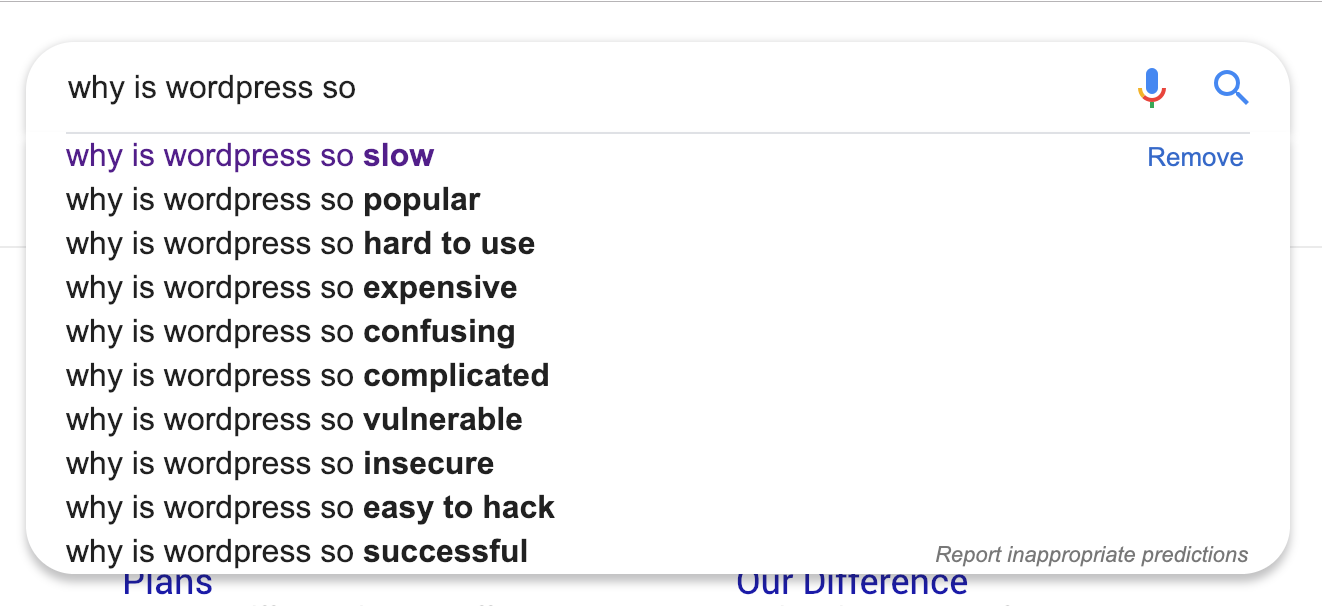 why is wordpress so
why is wordpress so slow
Remove
why is wordpress so popular
why is wordpress so hard to use
why is wordpress so expensive
why is wordpress so confusing
why is wordpress so complicated
why is wordpress so vulnerable
why is wordpress so insecure
why is wordpress so easy to hack
why is wordpress so successful
Report inappropriate predictions
Plans
Our Difference